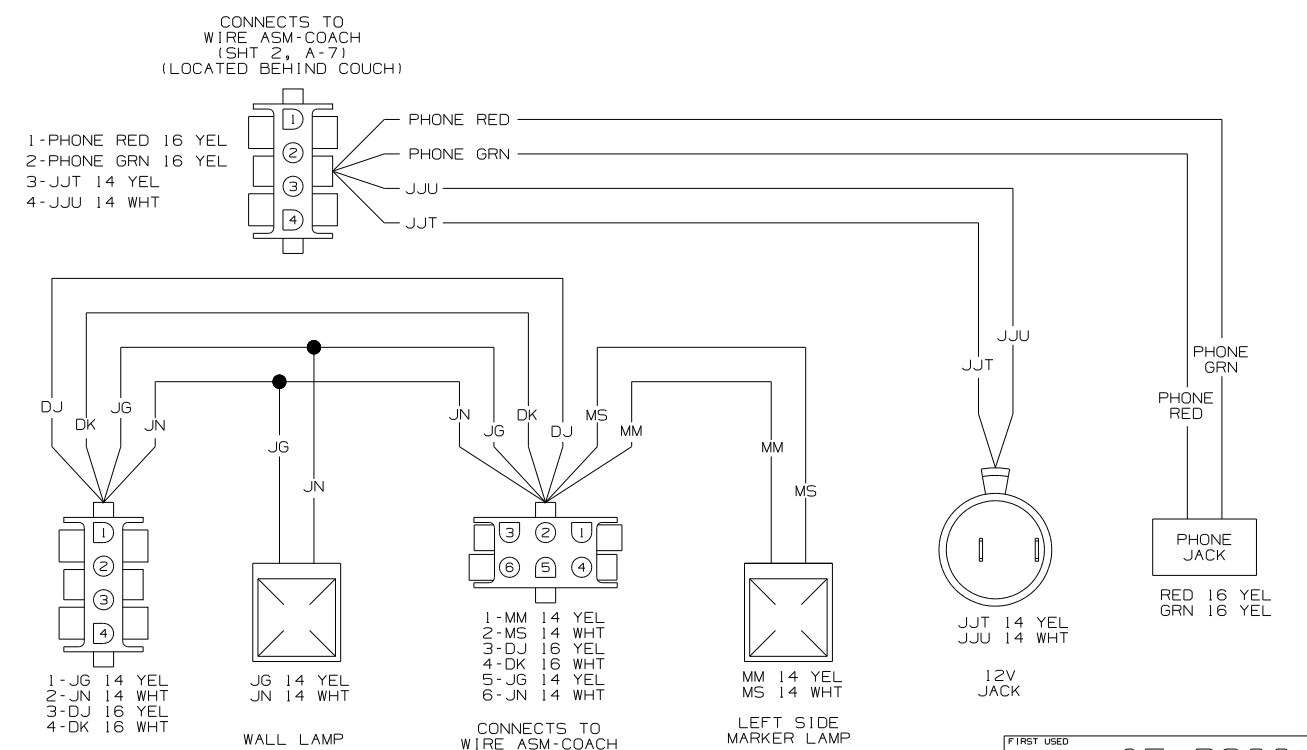 CONNECTS TO
WIRE ASM-COACH
(SHT 2, A-7)
(LOCATED BEHIND COUCH)
1-PHONE RED 16 YEL
2-PHONE GRN 16 YEL
3-JJT 14 YEL
4-JJU 14 WHT
1
2
3
4
PHONE RED
PHONE GRN
JJU
JJT
DJ
DK
JG
JN
JG
JN
JN
JG
DK
DJ
MS
MM
MM
MS
JJT
JJU
PHONE
RED
PHONE
GRN
1
2
3
4
1-JG 14 YEL
2-JN 14 WHT
3-DJ 16 YEL
4-DK 16 WHT
JG 14 YEL
JN 14 WHT
WALL LAMP
3 2 1
6 5 4
1-MM 14 YEL
2-MS 14 WHT
3-DJ 16 YEL
4-DK 16 WHT
5-JG 14 YEL
6-JN 14 WHT
CONNECTS TO
WIRE ASM-COACH
MM 14 YEL
MS 14 WHT
LEFT SIDE
MARKER LAMP
JJT 14 YEL
JJU 14 WHT
12V
JACK
PHONE
JACK
RED 16 YEL
GRN 16 YEL
FIRST USED